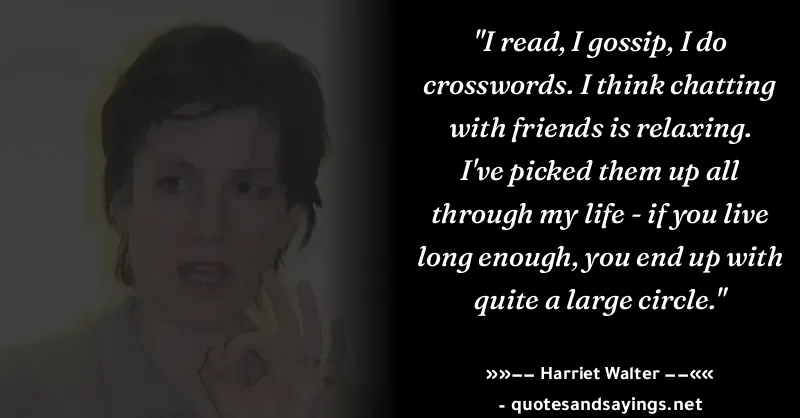 "I read, I gossip, I do
crosswords. I think chatting
with friends is relaxing.
I've picked them up all
through my life - if you live
long enough, you end up with
quite a large circle."
»»–– Harriet Walter ––««
- quotesandsayings.net